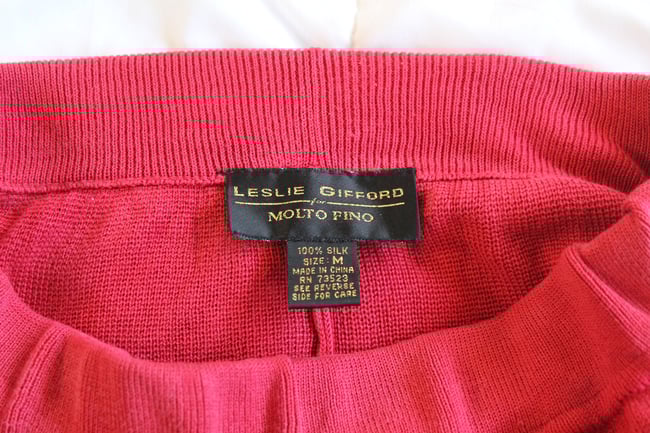 LESLIE GIFFORD
for
MOLTO FINO
100% SILK
SIZE: M
MADE IN CHINA
RN 73523
SEE REVERSE
SIDE FOR CARE